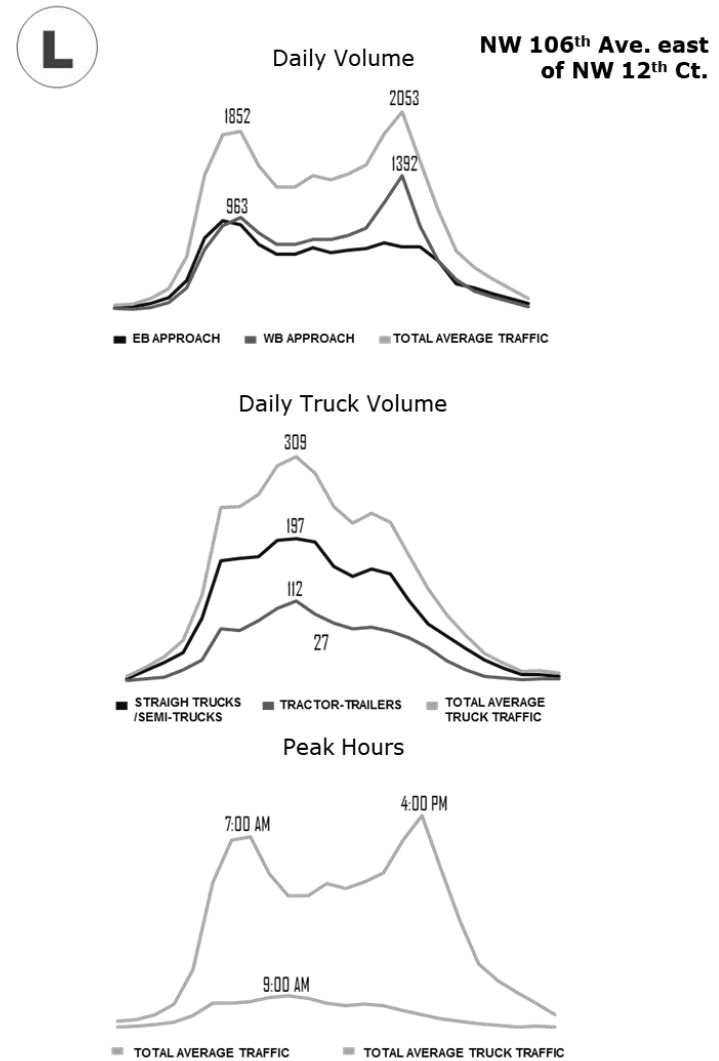 L
Daily Volume
NW 106th Ave. east
of NW 12th Ct.
2053
1852
1392
963
EB APPROACH WB APPROACH TOTAL AVERAGE TRAFFIC
Daily Truck Volume
309
197
112
27
STRAIGH TRUCKS
/SEMI-TRUCKS
TRACTOR-TRAILERS
TOTAL AVERAGE
TRUCK TRAFFIC
Peak Hours
4:00 PM
7:00 AM
9:00 AM
TOTAL AVERAGE TRAFFIC TOTAL AVERAGE TRUCK TRAFFIC